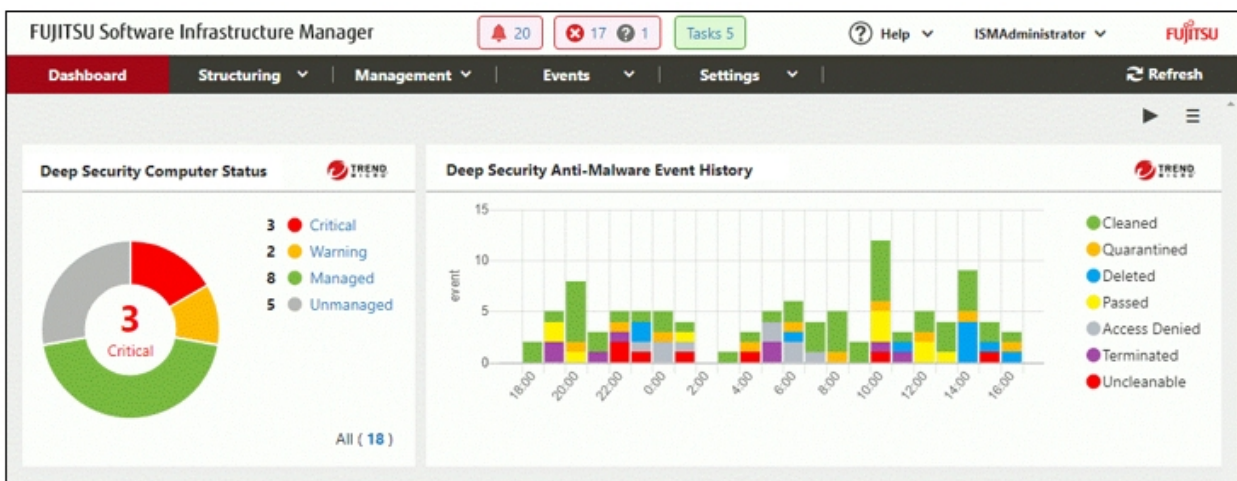 FUJITSU Software Infrastructure Manager 20 17 1 Tasks 5 Help ISMAdministrator FUJITSU
Dashboard Structuring Management Events Settings Refresh
Deep Security Computer Status TREND MICRO
3 Critical
2 Warning
8 Managed
5 Unmanaged
3
Critical
All ( 18 )
Deep Security Anti-Malware Event History TREND MICRO
15
10
5
0
event
18:00 20:00 22:00 0:00 2:00 4:00 6:00 8:00 10:00 12:00 14:00 16:00
Cleaned
Quarantined
Deleted
Passed
Access Denied
Terminated
Uncleanable